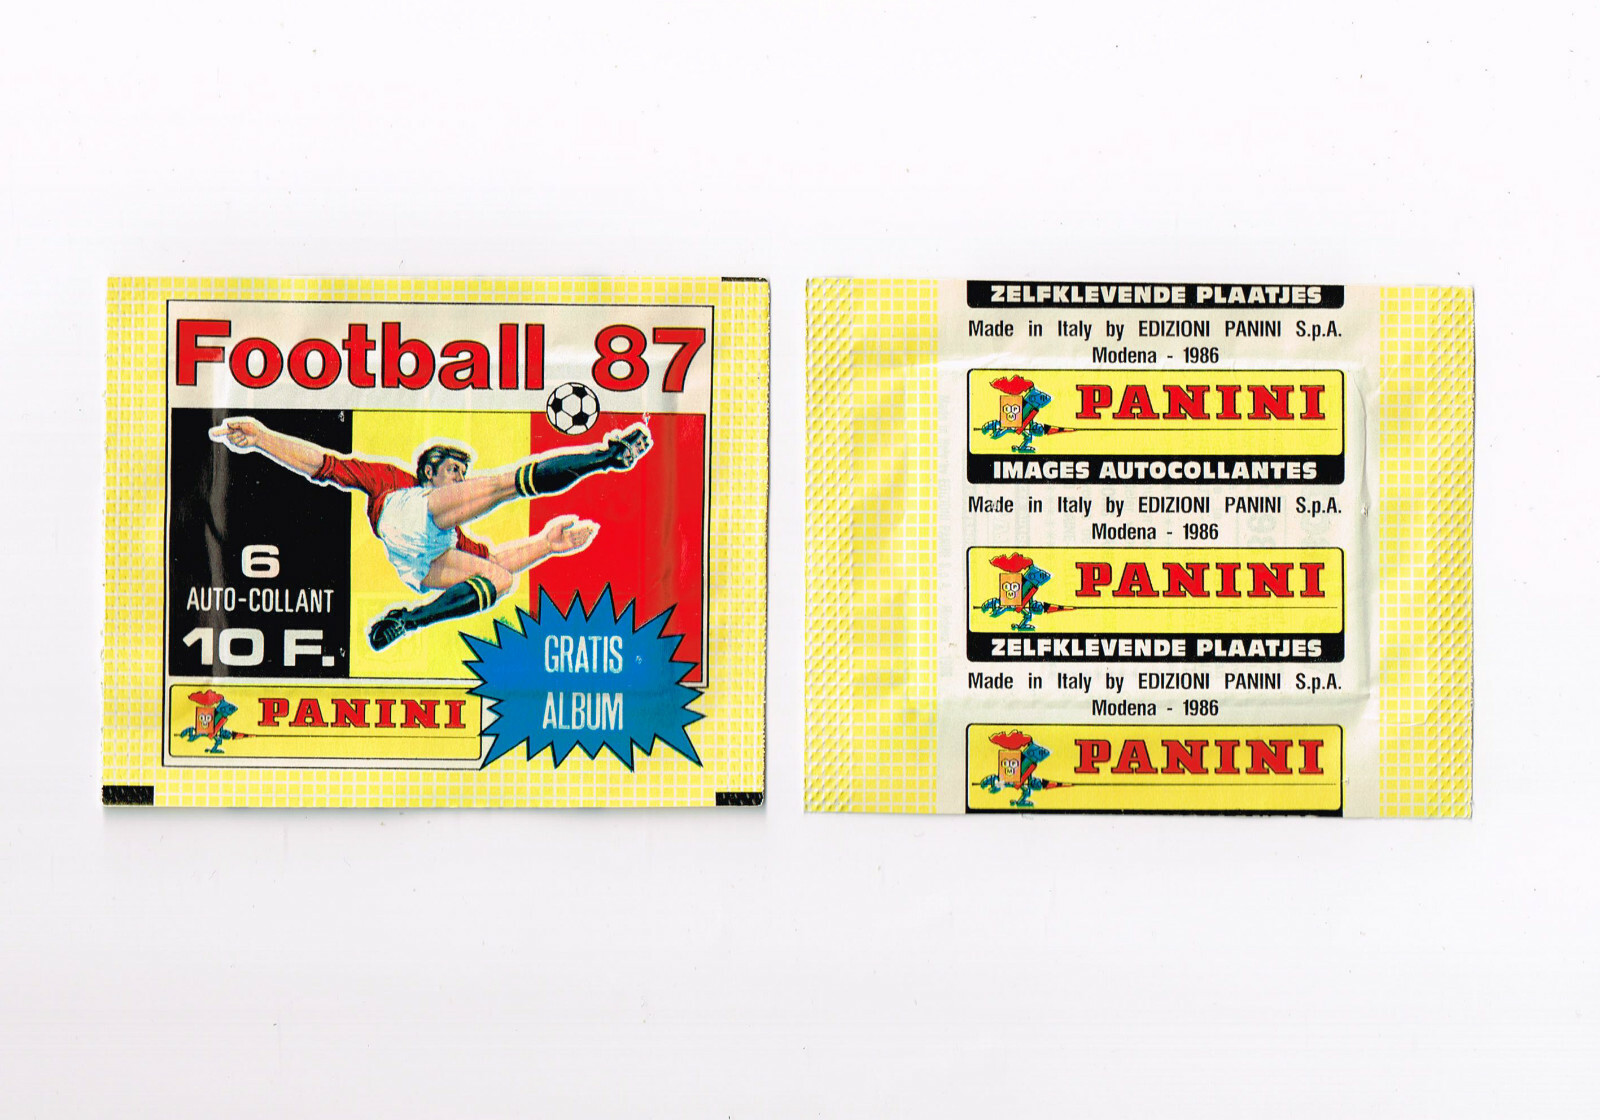 Football 87
6
AUTO-COLLANT
10 F.
GRATIS
ALBUM
PANINI
ZELFKLEVENDE PLAATJES
Made in Italy by EDIZIONI PANINI S.p.A.
Modena - 1986
PANINI
IMAGES AUTOCOLLANTES
Made in Italy by EDIZIONI PANINI S.p.A.
Modena - 1986
PANINI
ZELFKLEVENDE PLAATJES
Made in Italy by EDIZIONI PANINI S.p.A.
Modena - 1986
PANINI